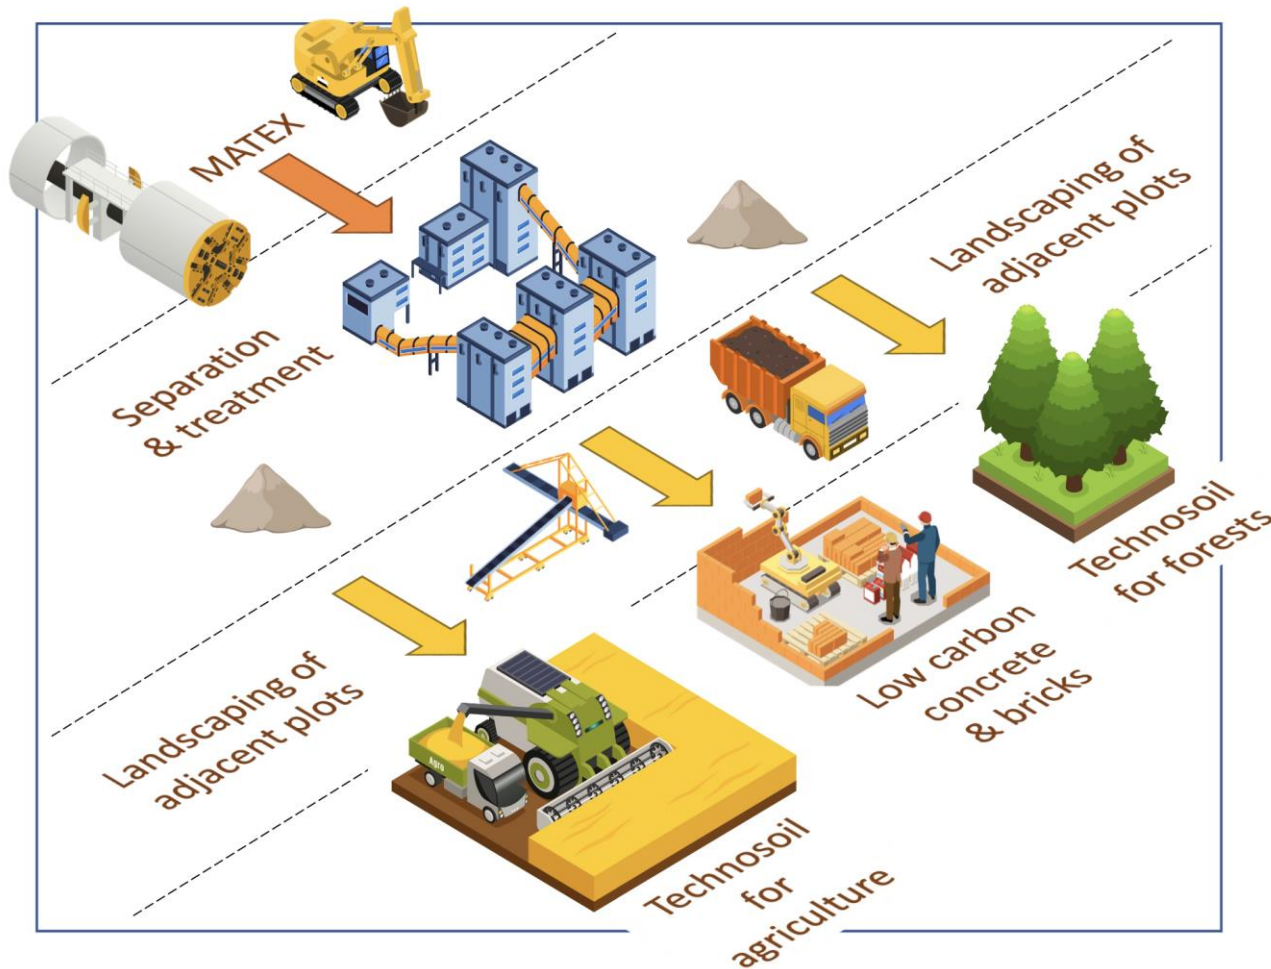 MATEX
Separation
& treatment
Landscaping of
adjacent plots
Landscaping of
adjacent plots
Technosoil
for forests
Low carbon
concrete
& bricks
Agro
Technosoil
for
agriculture